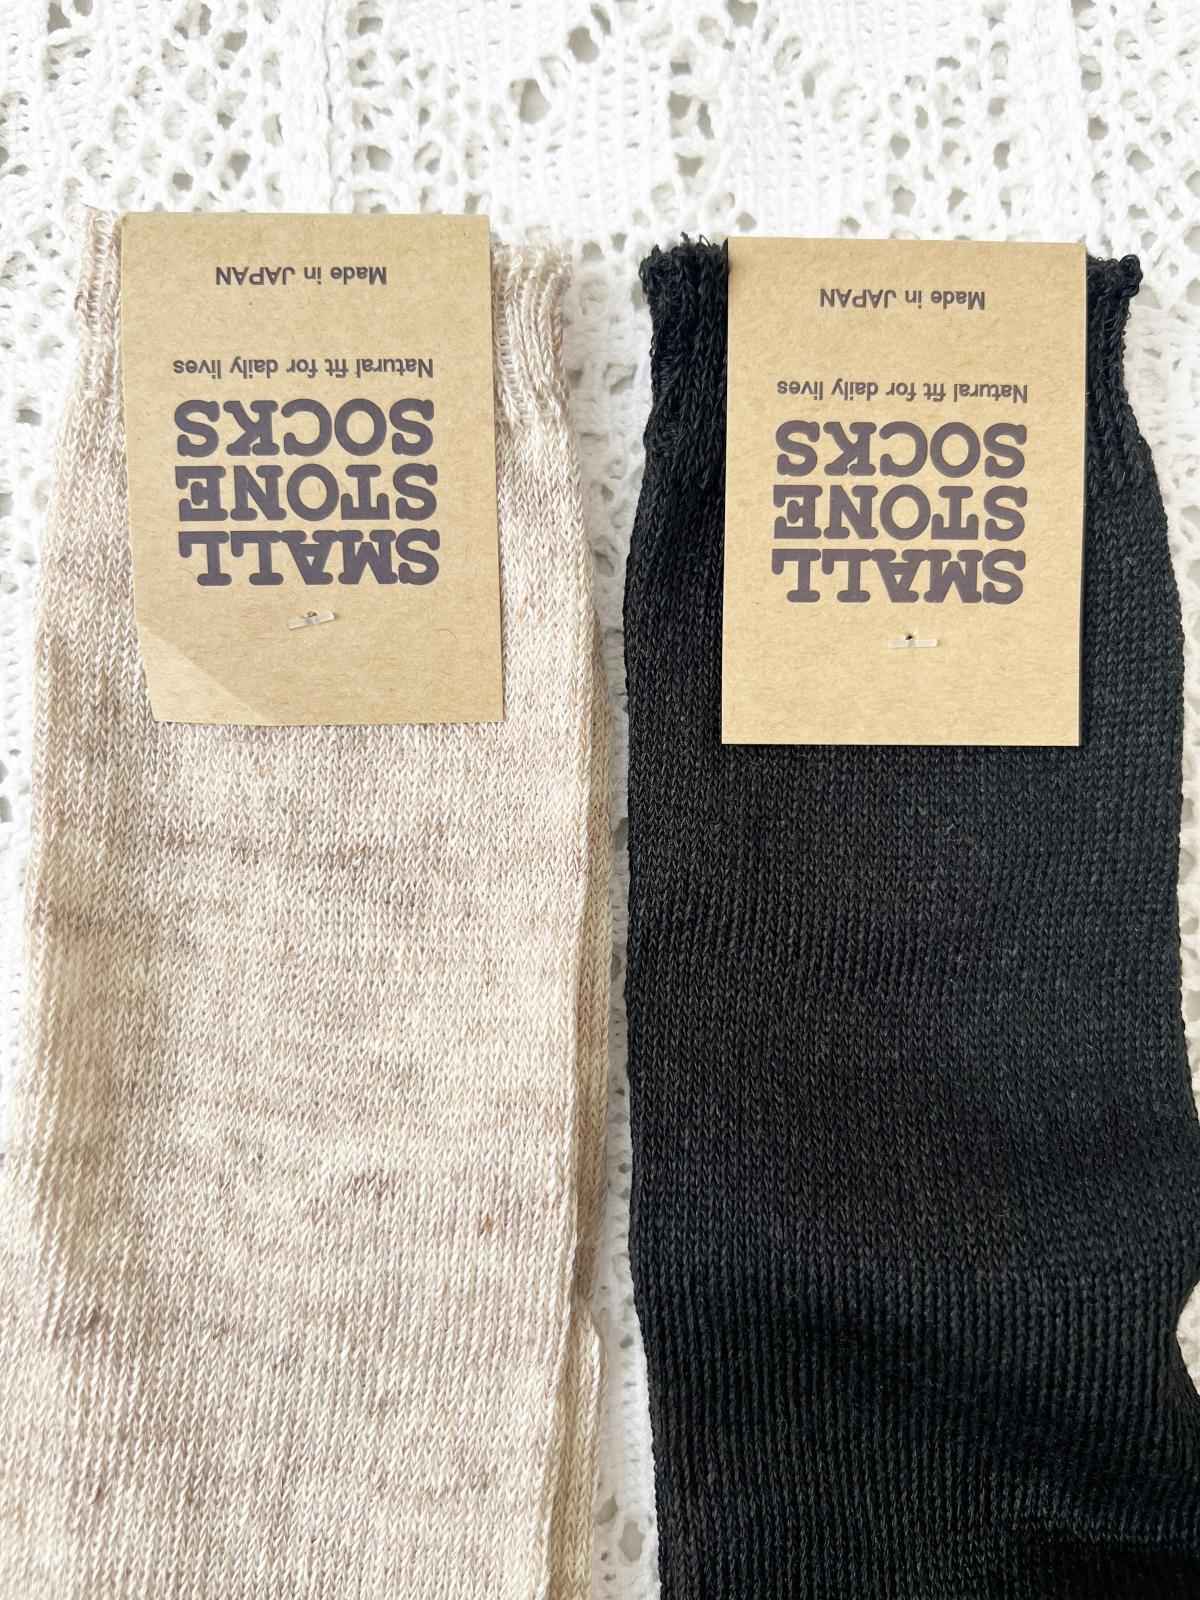 SMALL
STONE
SOCKS
Natural fit for daily lives
Made in JAPAN
SMALL
STONE
SOCKS
Natural fit for daily lives
Made in JAPAN